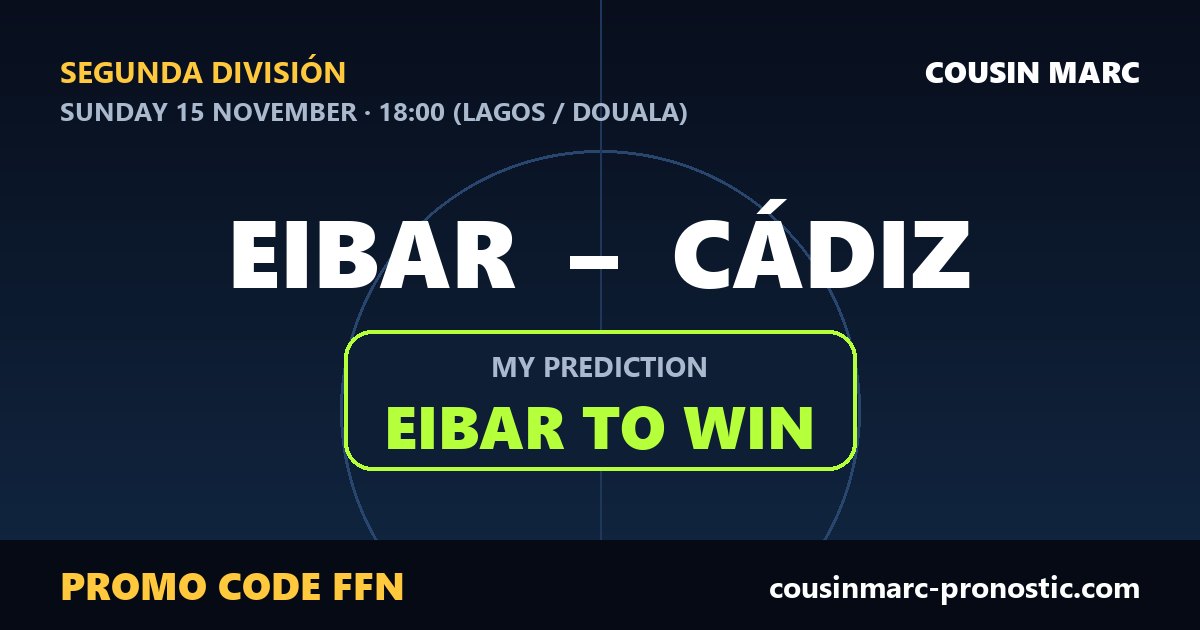 SEGUNDA DIVISIÓN
COUSIN MARC
SUNDAY 15 NOVEMBER · 18:00 (LAGOS / DOUALA)
EIBAR – CÁDIZ
MY PREDICTION
EIBAR TO WIN
PROMO CODE FFN
cousinmarc-pronostic.com